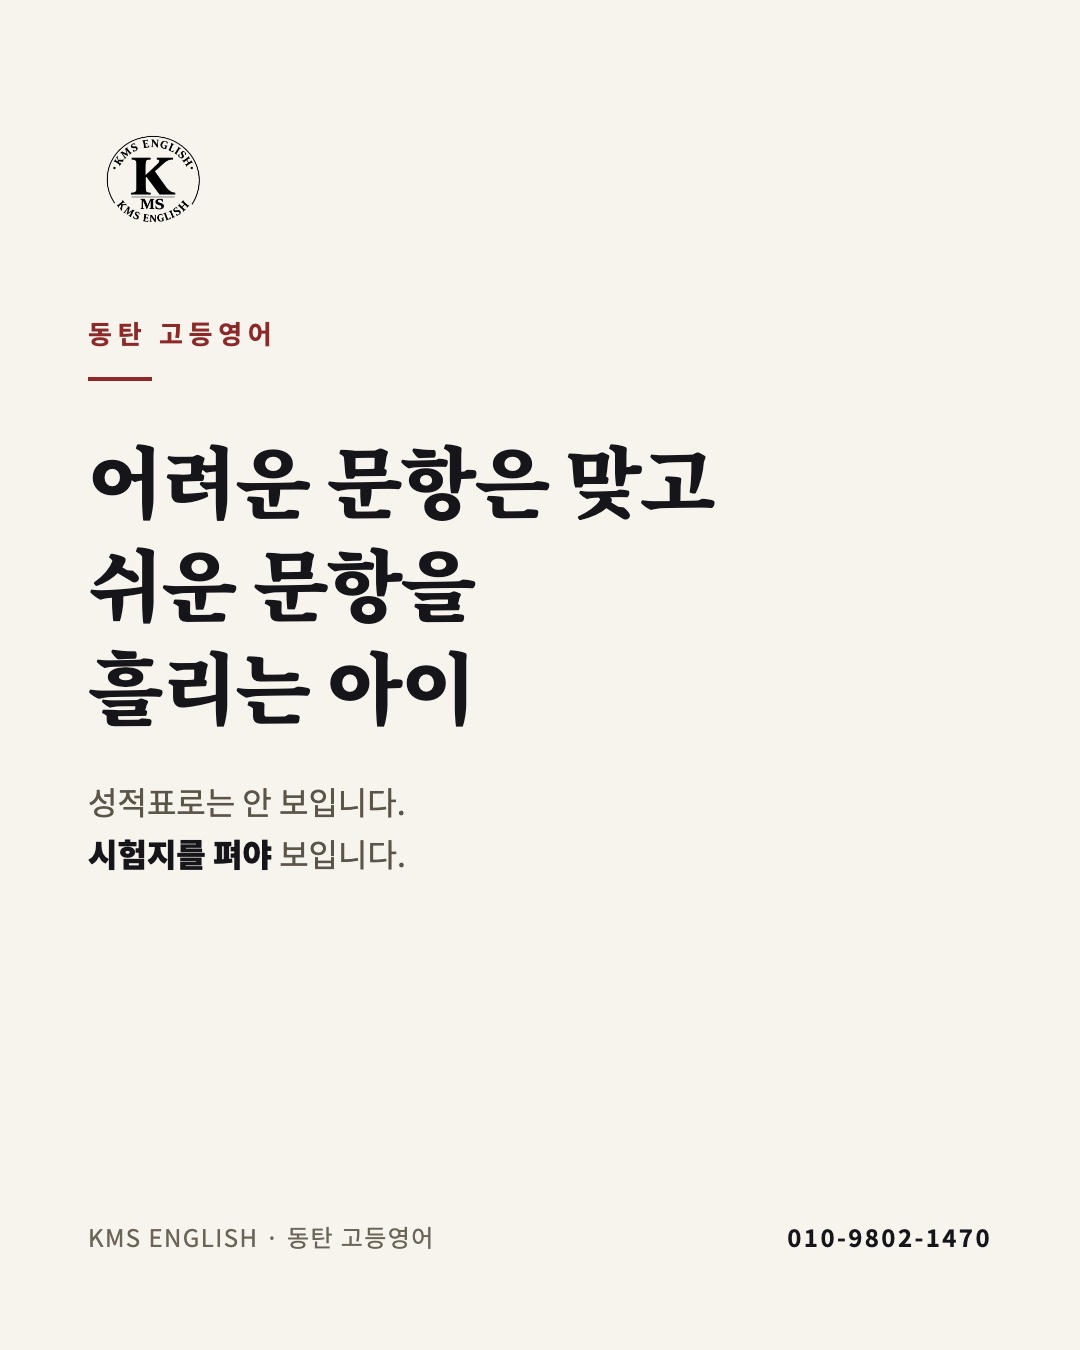 KMS ENGLISH
K
MS
KMS ENGLISH
동탄 고등영어
어려운 문항은 맞고
쉬운 문항을
흘리는 아이
성적표로는 안 보입니다.
시험지를 펴야 보입니다.
KMS ENGLISH · 동탄 고등영어
010-9802-1470